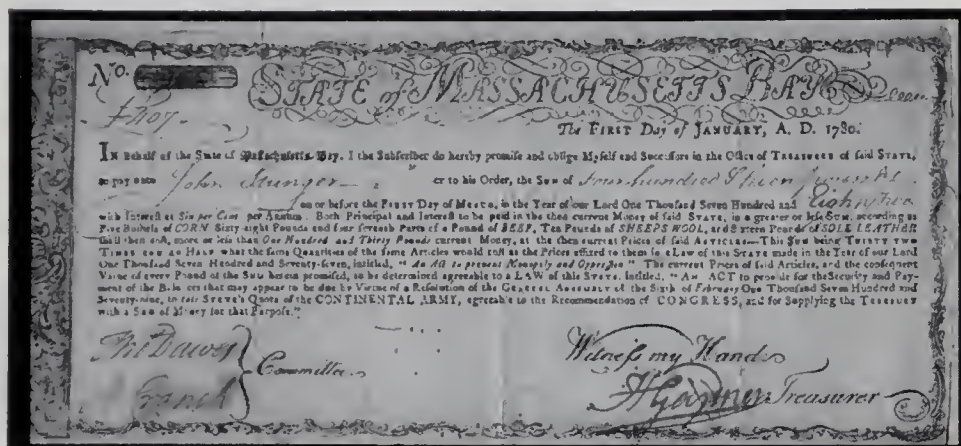 No.
STATE of MASSACHUSETTS BAY
The FIRST Day of JANUARY, A. D. 1780.
IN Behalf of the State of Massachusetts-Bay, I the Subscriber do hereby promise and oblige Myself and Successors in the Office of TREASURER of said STATE,
to pay unto John er to his Order, the SUM of Four hundred
on or before the FIRST Day of MARCH, in the Year of our Lord One Thousand Seven Hundred and Eighty Two
with Interest at Six per Cent. per Annum: Both Principal and Interest to be paid in the then current Money of said STATE, in a greater or less SUM, according as
Five Bushels of CORN, Sixty-eight Pounds and four-seventh Parts of a Pound of BEEF, Ten Pounds of SHEEPS WOOL, and Sixteen Pounds of SOLE LEATHER
shall then cost, more or less than One Hundred and Thirty Pounds current Money, at the then current Prices of said ARTICLES—This SUM being THIRTY TWO
TIMES AND AN HALF what the same Quantities of the same Articles would cost at the Prices affixed to them in a LAW of this STATE made in the Year of our Lord
One Thousand Seven Hundred and Seventy-seven, intitled, "An Act to prevent Monopoly and Oppression." The current Prices of said Articles, and the consequent
Value of every Pound of the SUM herein promised, to be determined agreeable to a LAW of this STATE, intitled, "An ACT to provide for the Security and Pay-
ment of the Balances that may appear to be due by Virtue of a Resolution of the GENERAL ASSEMBLY of the Sixth of February One Thousand Seven Hundred and
Seventy-nine, to this STATE's Quota of the CONTINENTAL ARMY, agreeable to the Recommendation of CONGRESS, and for Supplying the TREASURY
with a SUM of MONEY for that Purpose."
Witness my Hand
Tho Dawes
Committee
H Gardner Treasurer